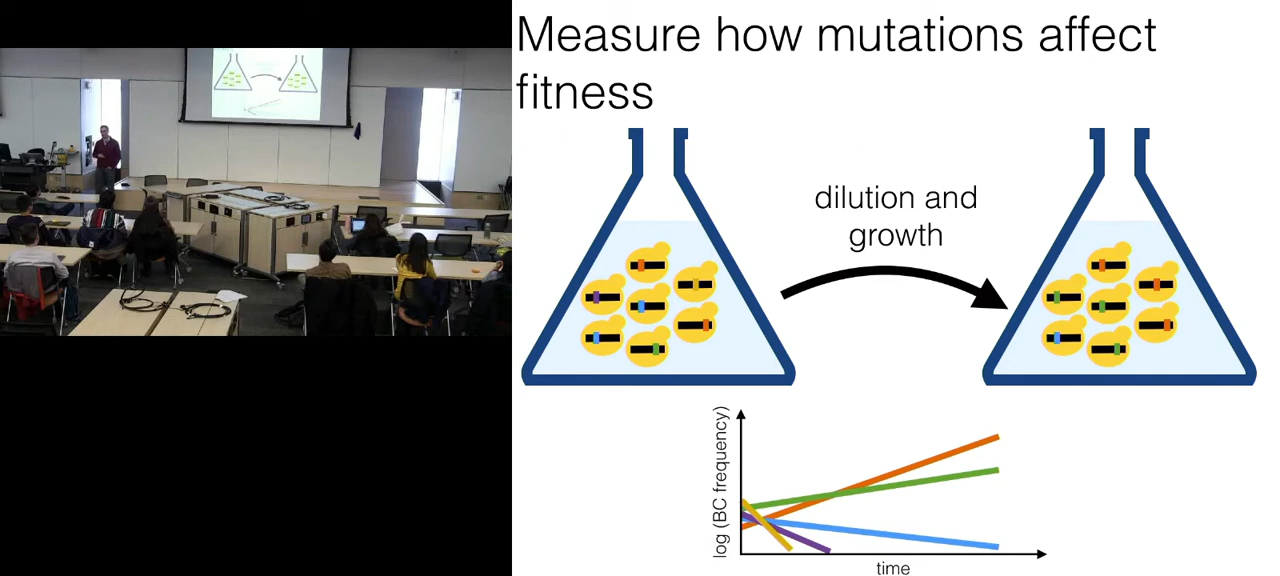 Measure how mutations affect
fitness
dilution and
growth
log (BC frequency)
time